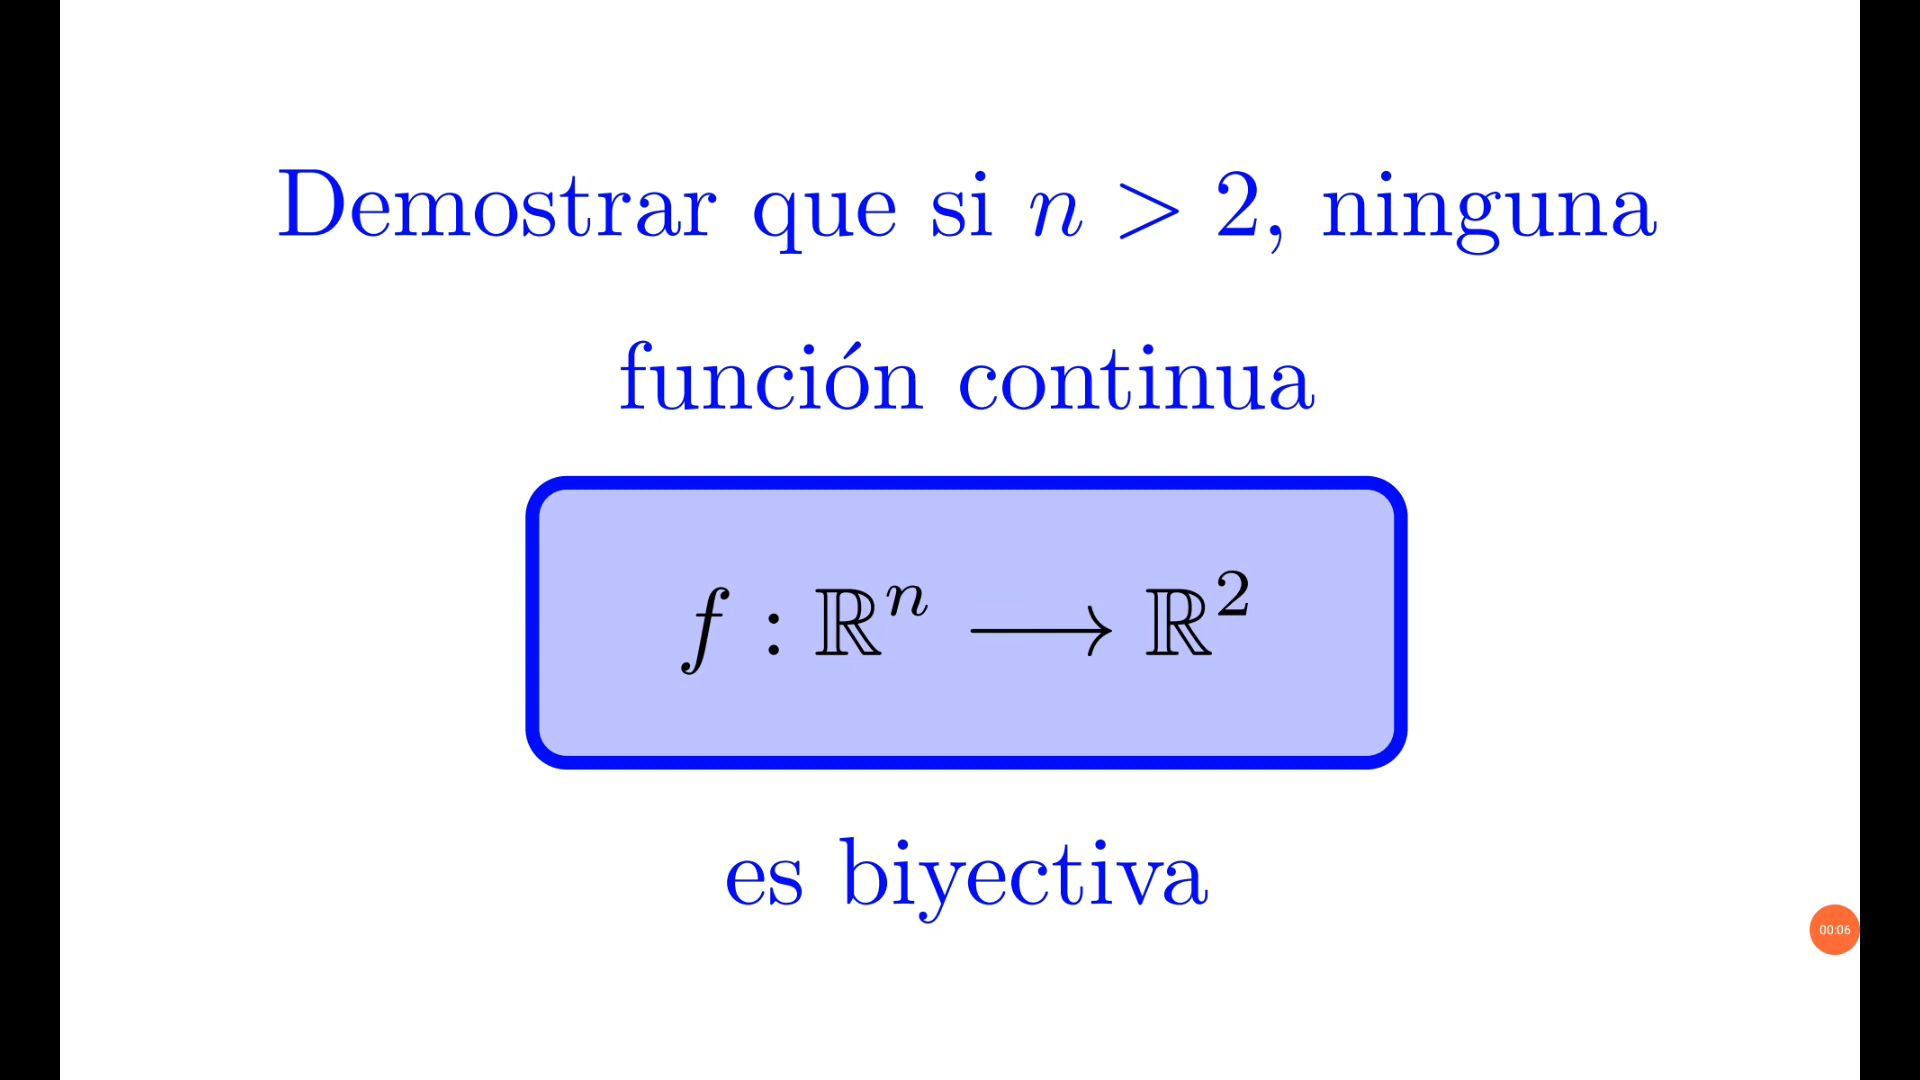 Demostrar que si n > 2, ninguna
función continua
f : ℝⁿ ⟶ ℝ²
es biyectiva
00:06